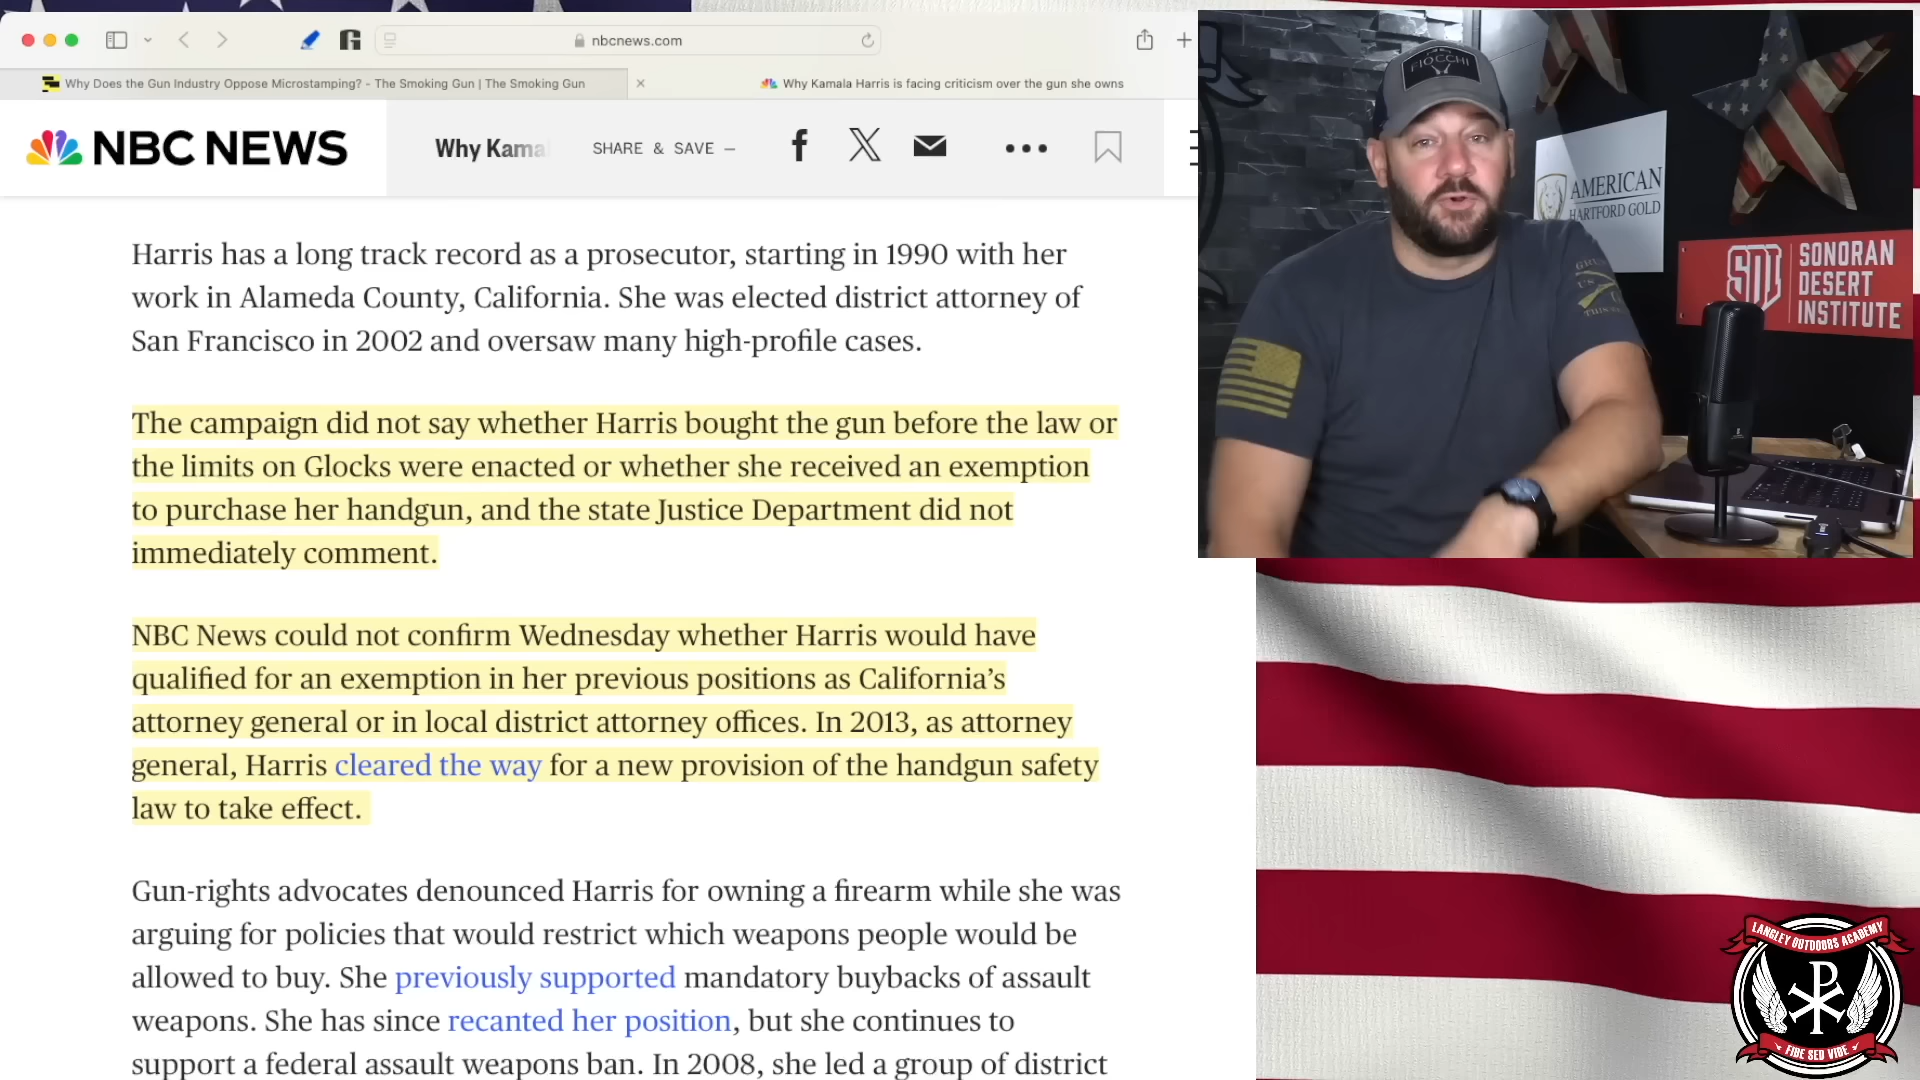 nbcnews.com
Why Does the Gun Industry Oppose Microstamping? - The Smoking Gun | The Smoking Gun
Why Kamala Harris is facing criticism over the gun she owns
NBC NEWS
Why Kama
SHARE & SAVE —
Harris has a long track record as a prosecutor, starting in 1990 with her
work in Alameda County, California. She was elected district attorney of
San Francisco in 2002 and oversaw many high-profile cases.
The campaign did not say whether Harris bought the gun before the law or
the limits on Glocks were enacted or whether she received an exemption
to purchase her handgun, and the state Justice Department did not
immediately comment.
NBC News could not confirm Wednesday whether Harris would have
qualified for an exemption in her previous positions as California’s
attorney general or in local district attorney offices. In 2013, as attorney
general, Harris cleared the way for a new provision of the handgun safety
law to take effect.
Gun-rights advocates denounced Harris for owning a firearm while she was
arguing for policies that would restrict which weapons people would be
allowed to buy. She previously supported mandatory buybacks of assault
weapons. She has since recanted her position, but she continues to
support a federal assault weapons ban. In 2008, she led a group of district
FIOCCHI
AMERICAN
HARTFORD GOLD
SDI
SONORAN
DESERT
INSTITUTE
LANGLEY OUTDOORS ACADEMY
FIDE SED VIDE